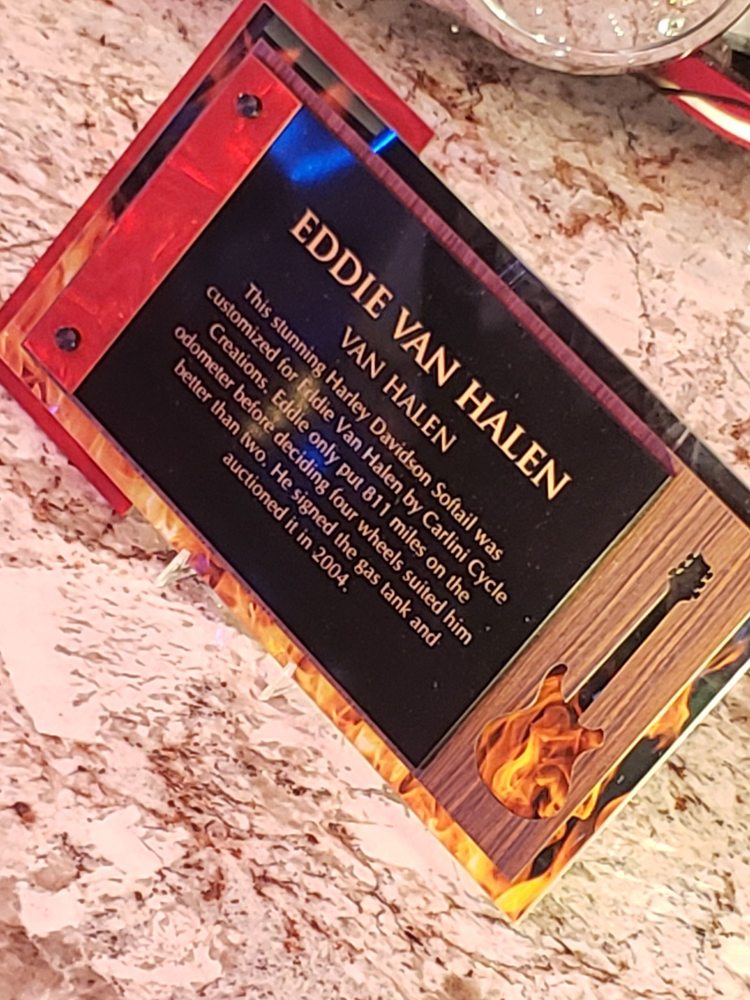 EDDIE VAN HALEN
VAN HALEN
This stunning Harley Davidson Softail was
customized for Eddie Van Halen by Carlini Cycle
Creations. Eddie only put 811 miles on the
odometer before deciding four wheels suited him
better than two. He signed the gas tank and
auctioned it in 2004.